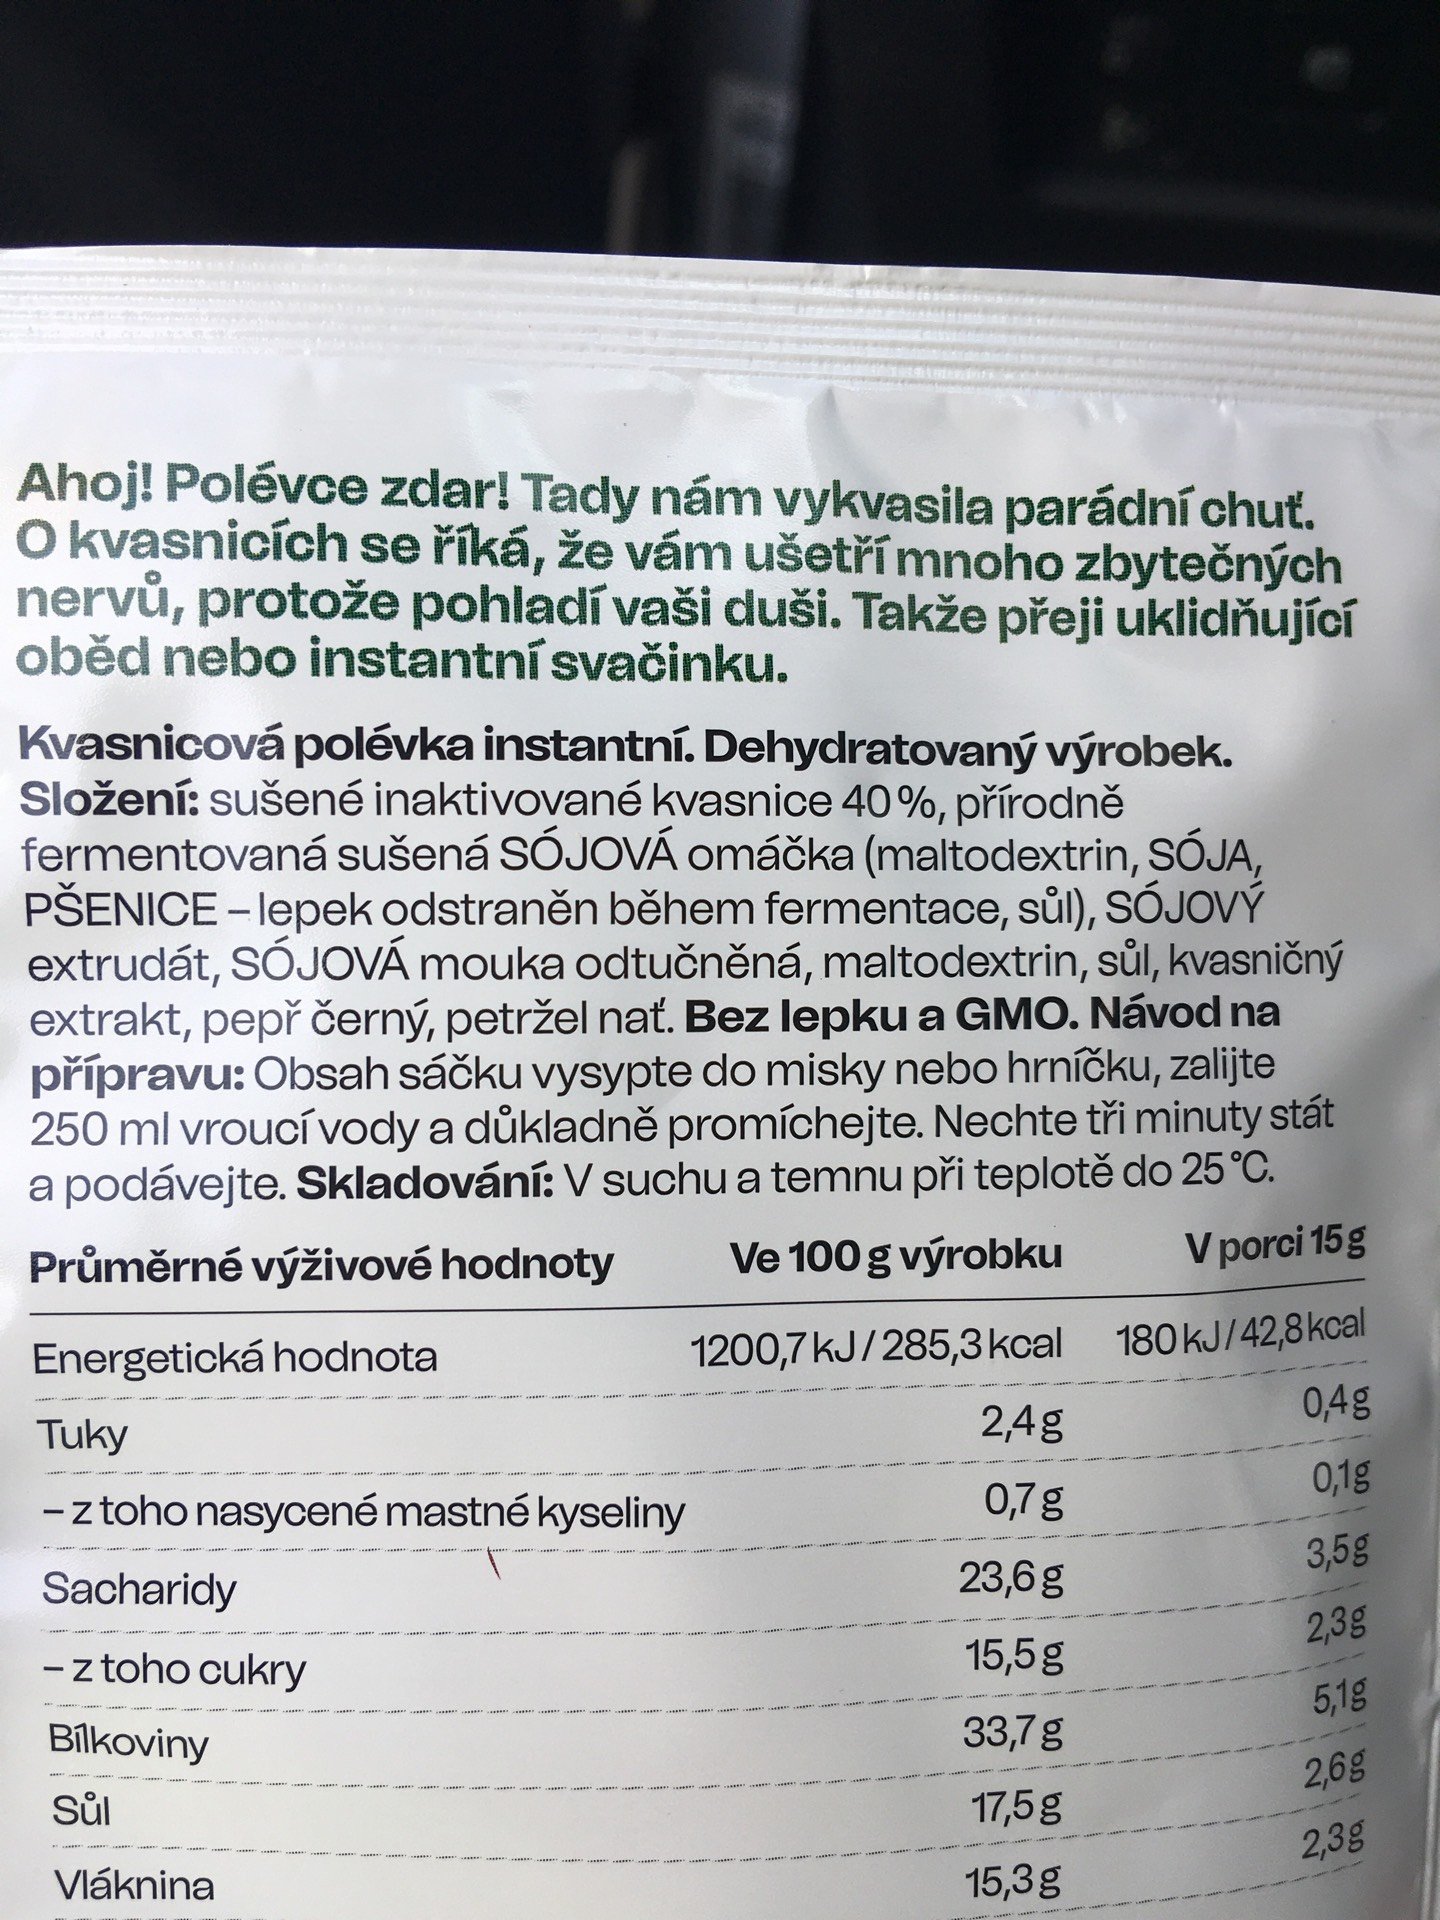 Ahoj! Polévce zdar! Tady nám vykvasila parádní chuť.
O kvasnicích se říká, že vám ušetří mnoho zbytečných
nervů, protože pohladí vaši duši. Takže přeji uklidňující
oběd nebo instantní svačinku.
Kvasnicová polévka instantní. Dehydratovaný výrobek.
Složení: sušené inaktivované kvasnice 40 %, přírodně
fermentovaná sušená SÓJOVÁ omáčka (maltodextrin, SÓJA,
PŠENICE – lepek odstraněn během fermentace, sůl), SÓJOVÝ
extrudát, SÓJOVÁ mouka odtučněná, maltodextrin, sůl, kvasničný
extrakt, pepř černý, petržel nať. Bez lepku a GMO. Návod na
přípravu: Obsah sáčku vysypte do misky nebo hrníčku, zalijte
250 ml vroucí vody a důkladně promíchejte. Nechte tři minuty stát
a podávejte. Skladování: V suchu a temnu při teplotě do 25 °C.
Průměrné výživové hodnoty Ve 100 g výrobku V porci 15 g
Energetická hodnota 1200,7 kJ / 285,3 kcal 180 kJ / 42,8 kcal
Tuky 2,4 g 0,4 g
– z toho nasycené mastné kyseliny 0,7 g 0,1 g
Sacharidy 23,6 g 3,5 g
– z toho cukry 15,5 g 2,3 g
Bílkoviny 33,7 g 5,1 g
Sůl 17,5 g 2,6 g
Vláknina 15,3 g 2,3 g